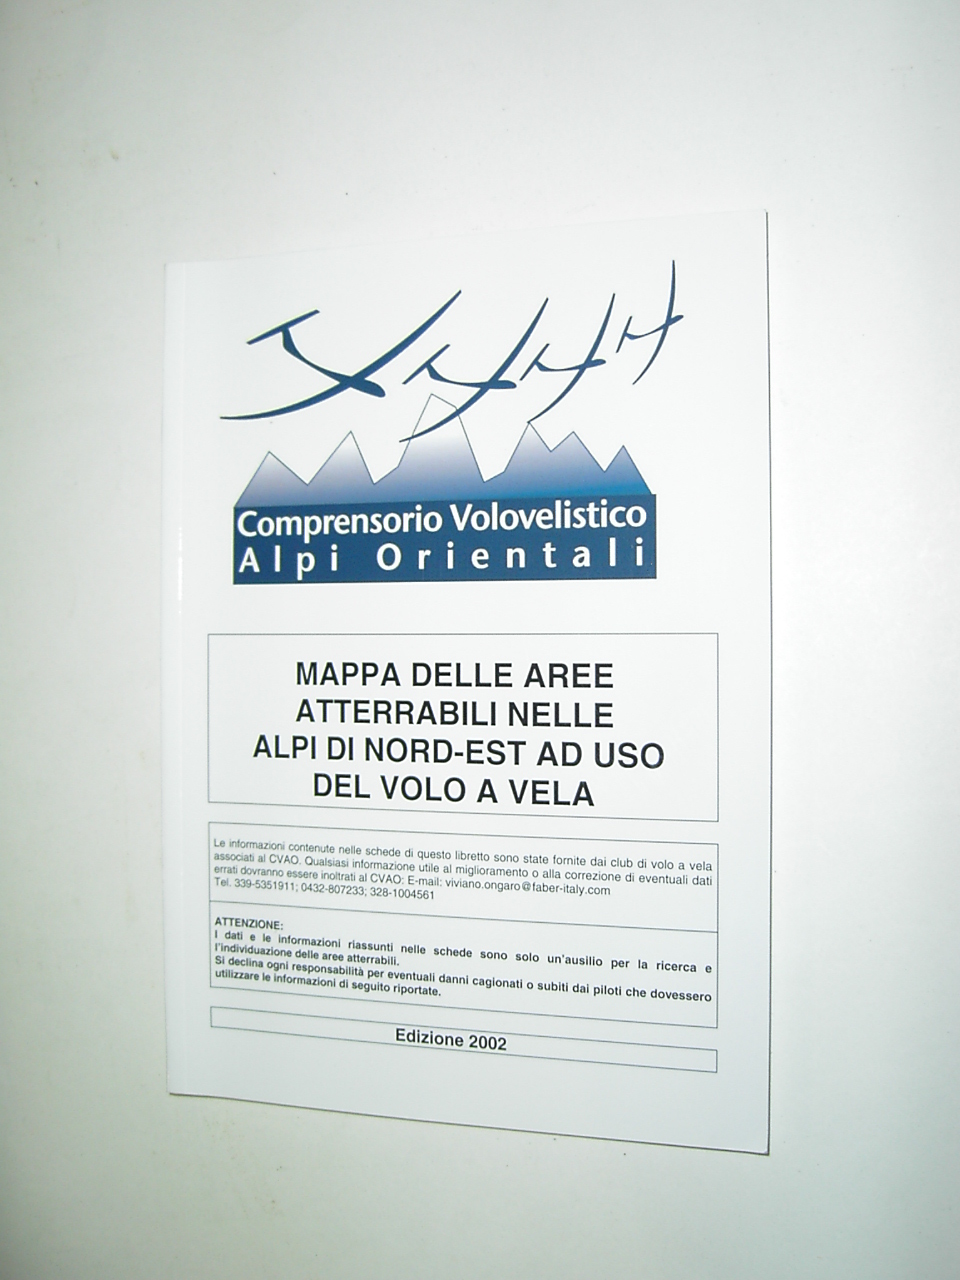 Comprensorio Volovelistico
Alpi Orientali
MAPPA DELLE AREE
ATTERRABILI NELLE
ALPI DI NORD-EST AD USO
DEL VOLO A VELA
Le informazioni contenute nelle schede di questo libretto sono state fornite dai club di volo a vela
associati al CVAO. Qualsiasi informazione utile al miglioramento o alla correzione di eventuali dati
errati dovranno essere inoltrati al CVAO: E-mail: viviano.ongaro@faber-italy.com
Tel. 339-5351911; 0432-807233; 328-1004561
ATTENZIONE:
I dati e le informazioni riassunti nelle schede sono solo un'ausilio per la ricerca e
l'individuazione delle aree atterrabili.
Si declina ogni responsabilità per eventuali danni cagionati o subiti dai piloti che dovessero
utilizzare le informazioni di seguito riportate.
Edizione 2002